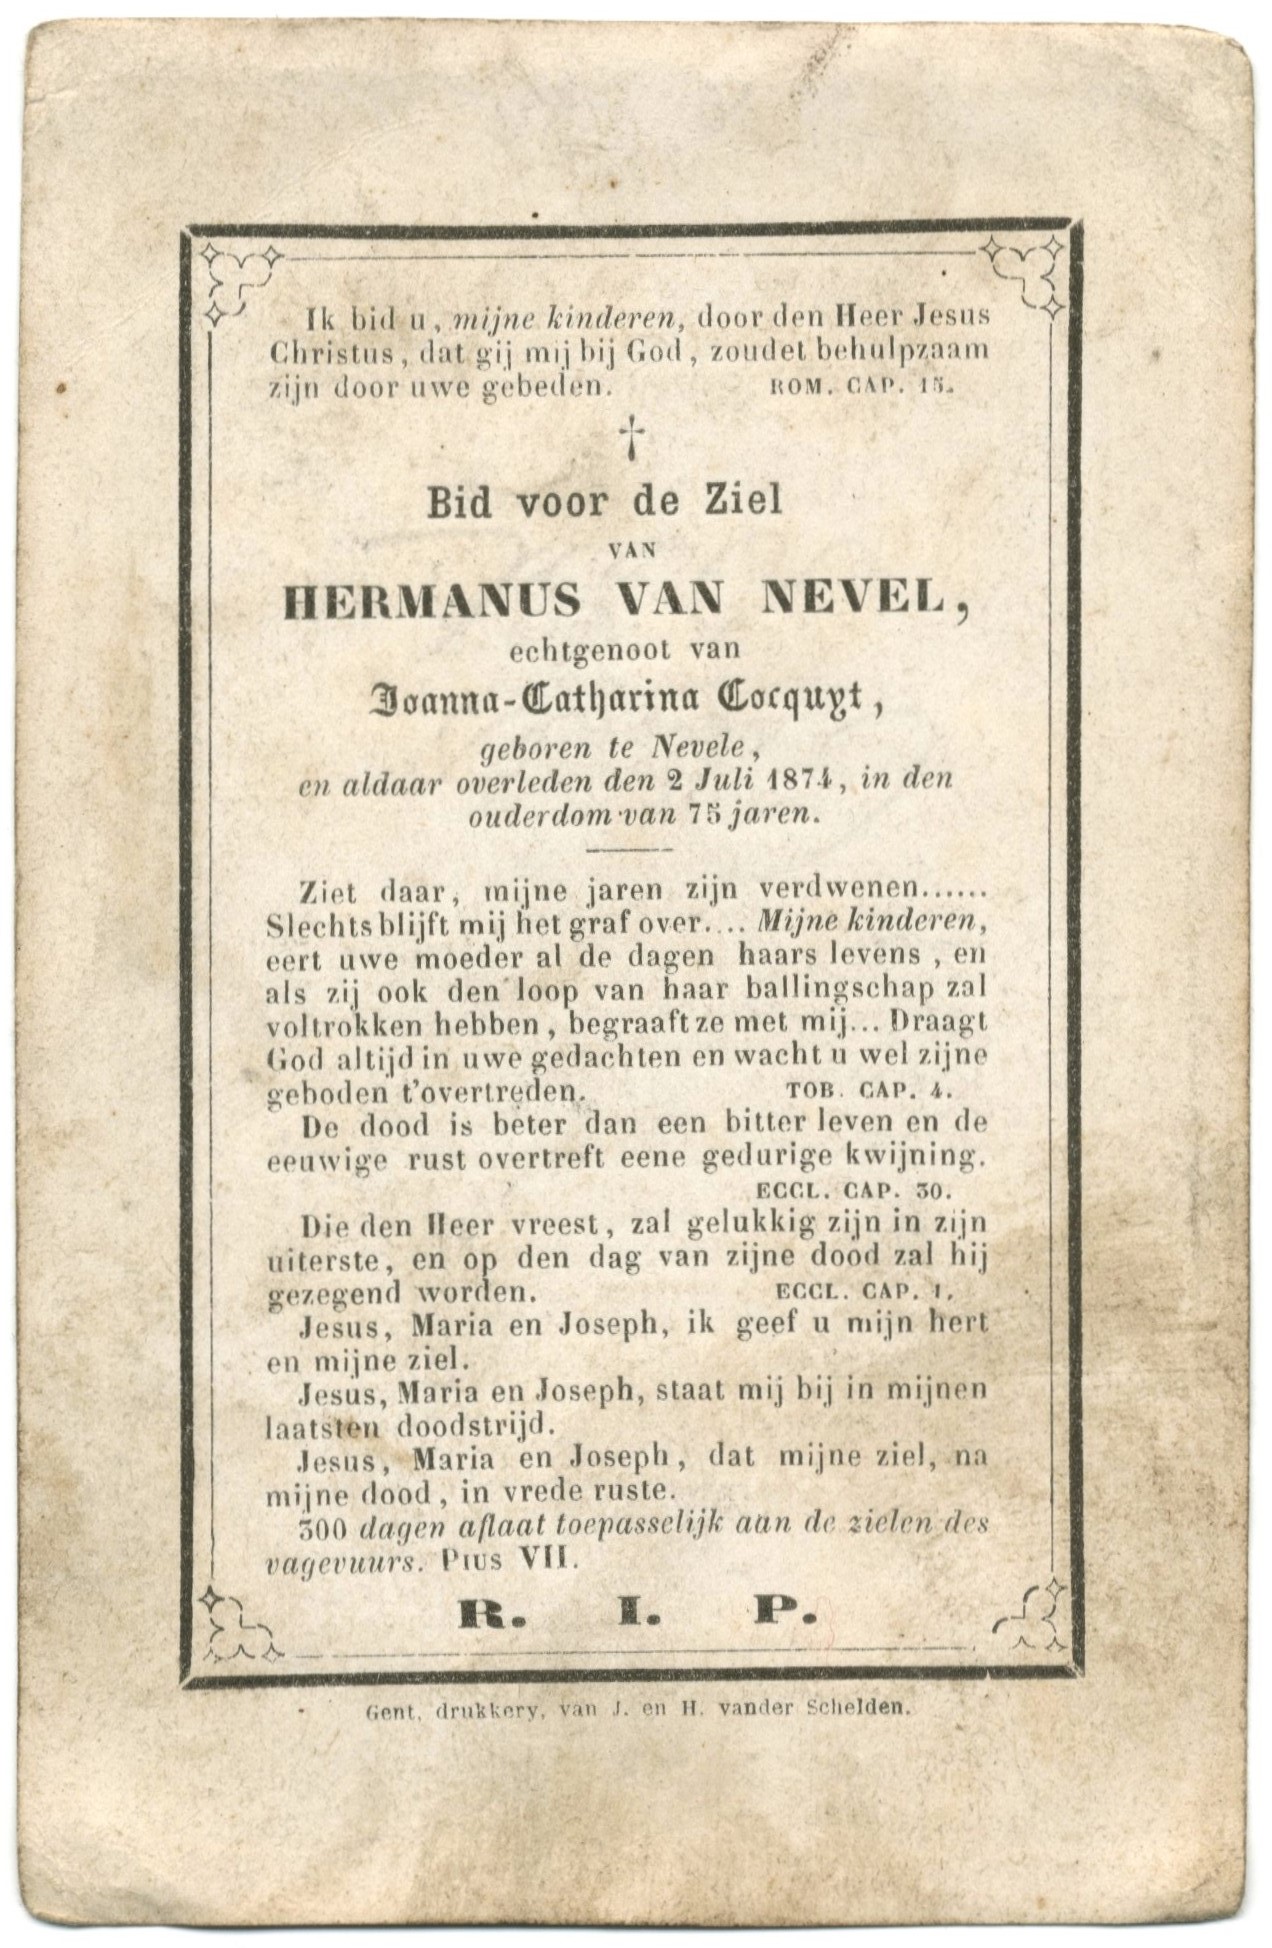 Ik bid u, mijne kinderen, door den Heer Jesus
Christus, dat gij mij bij God, zoudet behulpzaam
zijn door uwe gebeden. ROM. CAP. 15.
†
Bid voor de Ziel
VAN
HERMANUS VAN NEVEL,
echtgenoot van
Joanna-Catharina Cocquyt,
geboren te Nevele,
en aldaar overleden den 2 Juli 1874, in den
ouderdom van 75 jaren.
Ziet daar, mijne jaren zijn verdwenen......
Slechts blijft mij het graf over.... Mijne kinderen,
eert uwe moeder al de dagen haars levens, en
als zij ook den loop van haar ballingschap zal
voltrokken hebben, begraaft ze met mij... Draagt
God altijd in uwe gedachten en wacht u wel zijne
geboden t'overtreden. TOB. CAP. 4.
De dood is beter dan een bitter leven en de
eeuwige rust overtreft eene gedurige kwijning.
ECCL. CAP. 30.
Die den Heer vreest, zal gelukkig zijn in zijn
uiterste, en op den dag van zijne dood zal hij
gezegend worden. ECCL. CAP. 1.
Jesus, Maria en Joseph, ik geef u mijn hert
en mijne ziel.
Jesus, Maria en Joseph, staat mij bij in mijnen
laatsten doodstrijd.
Jesus, Maria en Joseph, dat mijne ziel, na
mijne dood, in vrede ruste.
300 dagen aflaat toepasselijk aan de zielen des
vagevuurs. PIUS VII.
R. I. P.
Gent, drukkery, van J. en H. vander Schelden.